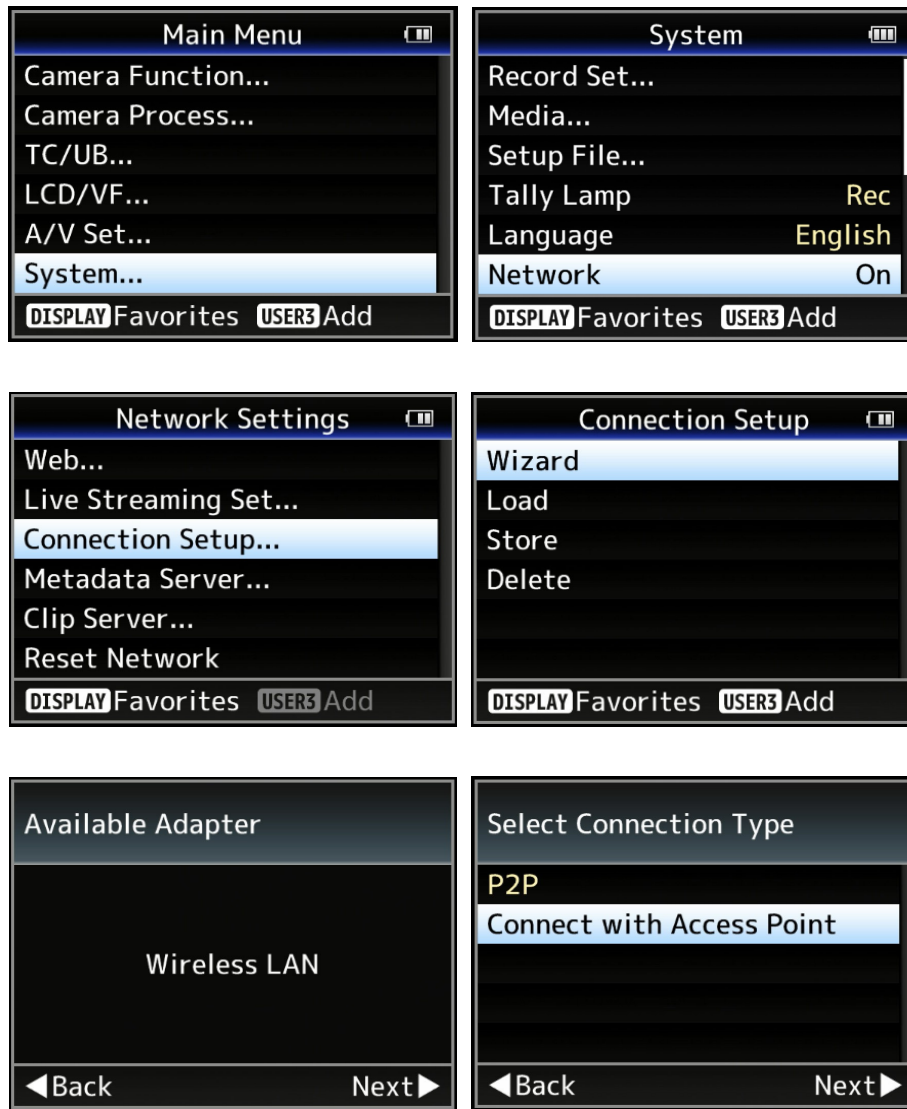 Main Menu
Camera Function...
Camera Process...
TC/UB...
LCD/VF...
A/V Set...
System...
DISPLAY Favorites USER3 Add
System
Record Set...
Media...
Setup File...
Tally Lamp Rec
Language English
Network On
DISPLAY Favorites USER3 Add
Network Settings
Web...
Live Streaming Set...
Connection Setup...
Metadata Server...
Clip Server...
Reset Network
DISPLAY Favorites USER3 Add
Connection Setup
Wizard
Load
Store
Delete
DISPLAY Favorites USER3 Add
Available Adapter
Wireless LAN
◀Back Next▶
Select Connection Type
P2P
Connect with Access Point
◀Back Next▶